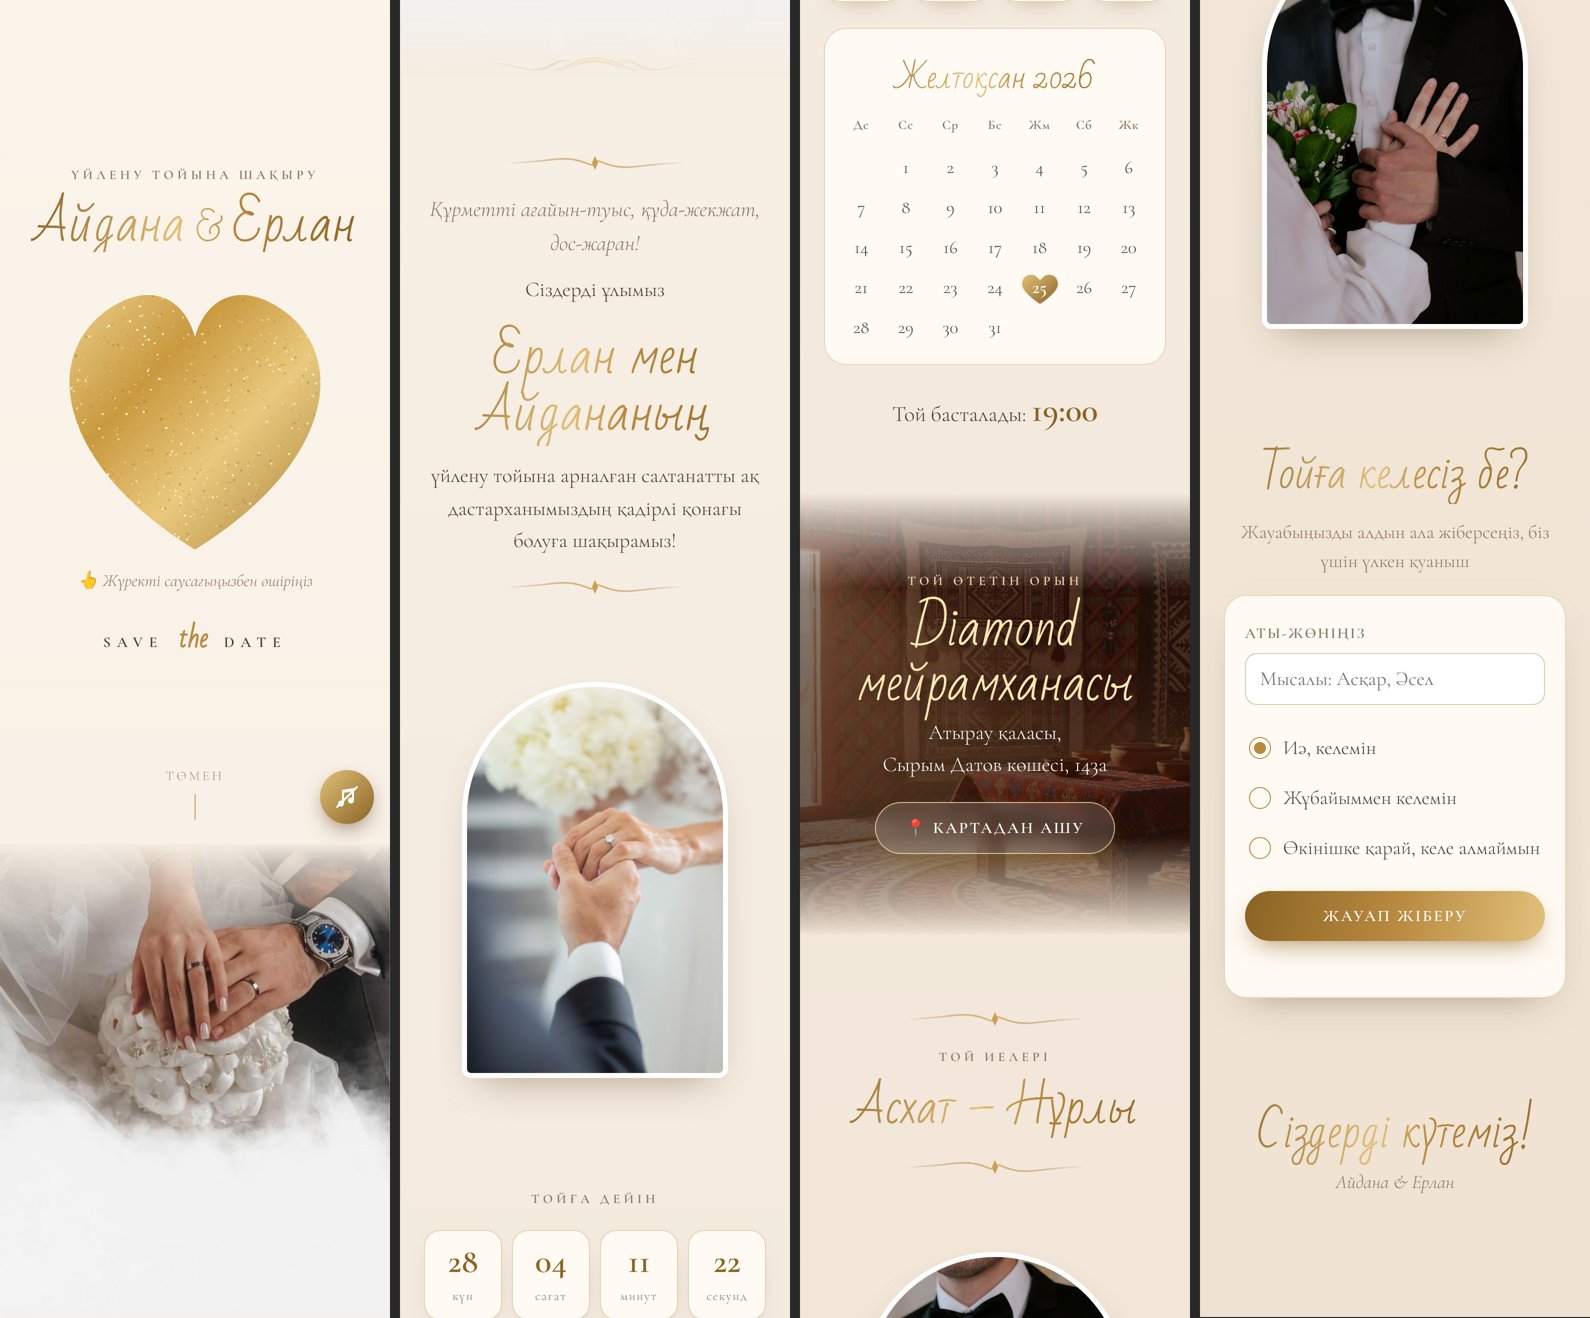 ҮЙЛЕНУ ТОЙЫНА ШАҚЫРУ
Айдана & Ерлан
👆 Жүректі саусағыңызбен өшіріңіз
SAVE the DATE
ТӨМЕН
Құрметті ағайын-туыс, құда-жекжат,
дос-жаран!
Сіздерді ұлымыз
Ерлан мен
Айдананың
үйлену тойына арналған салтанатты ақ
дастарханымыздың қадірлі қонағы
болуға шақырамыз!
ТОЙҒА ДЕЙІН
28 04 11 22
күн сағат минут секунд
Желтоқсан 2026
Дс Сс Ср Бс Жм Сб Жк
1 2 3 4 5 6
7 8 9 10 11 12 13
14 15 16 17 18 19 20
21 22 23 24 25 26 27
28 29 30 31
Той басталады: 19:00
ТОЙ ӨТЕТІН ОРЫН
Diamond
мейрамханасы
Атырау қаласы,
Сырым Датов көшесі, 143а
📍 КАРТАДАН АШУ
ТОЙ ИЕЛЕРІ
Асхат – Нұрлы
Тойға келесіз бе?
Жауабыңызды алдын ала жіберсеңіз, біз
үшін үлкен қуаныш
АТЫ-ЖӨНІҢІЗ
Мысалы: Асқар, Әсел
Иә, келемін
Жұбайыммен келемін
Өкінішке қарай, келе алмаймын
ЖАУАП ЖІБЕРУ
Сіздерді күтеміз!
Айдана & Ерлан